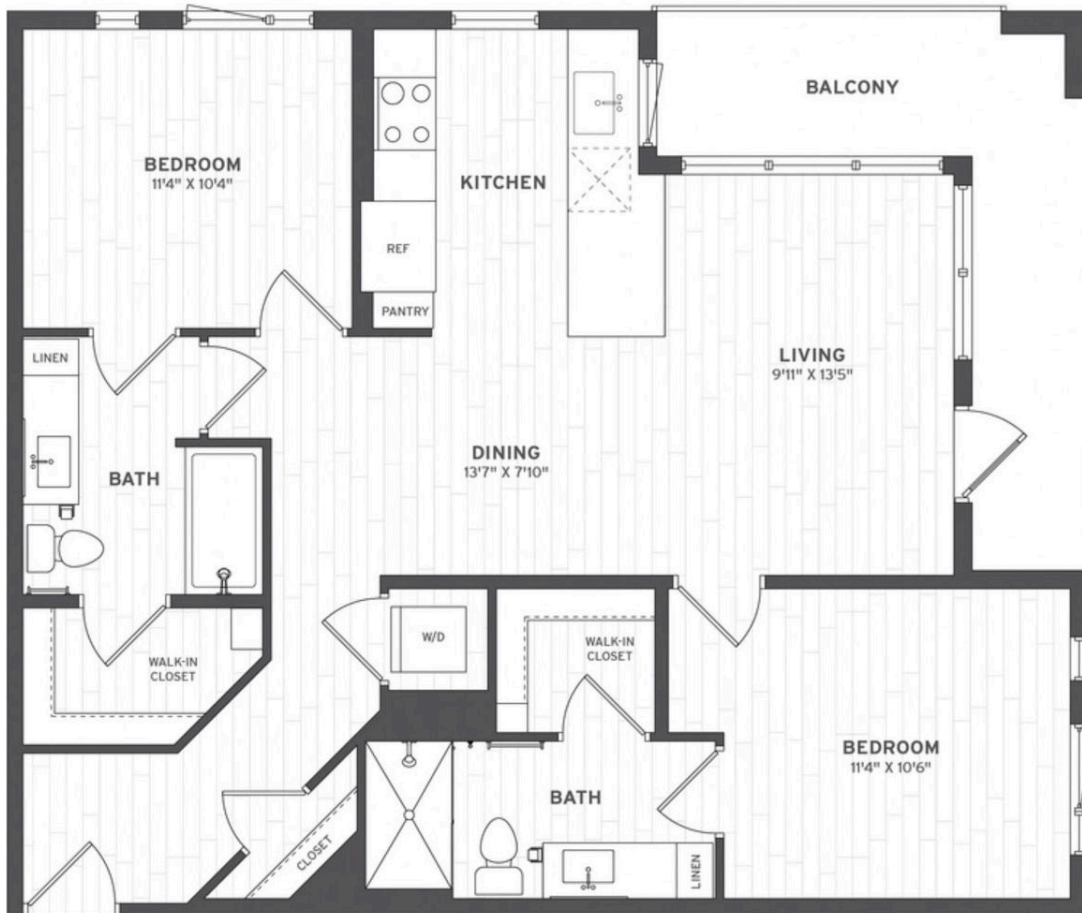 BALCONY
BEDROOM
11'4" X 10'4"
KITCHEN
REF
PANTRY
LINEN
LIVING
9'11" X 13'5"
DINING
13'7" X 7'10"
BATH
W/D
WALK-IN
CLOSET
WALK-IN
CLOSET
BEDROOM
11'4" X 10'6"
BATH
CLOSET
LINEN